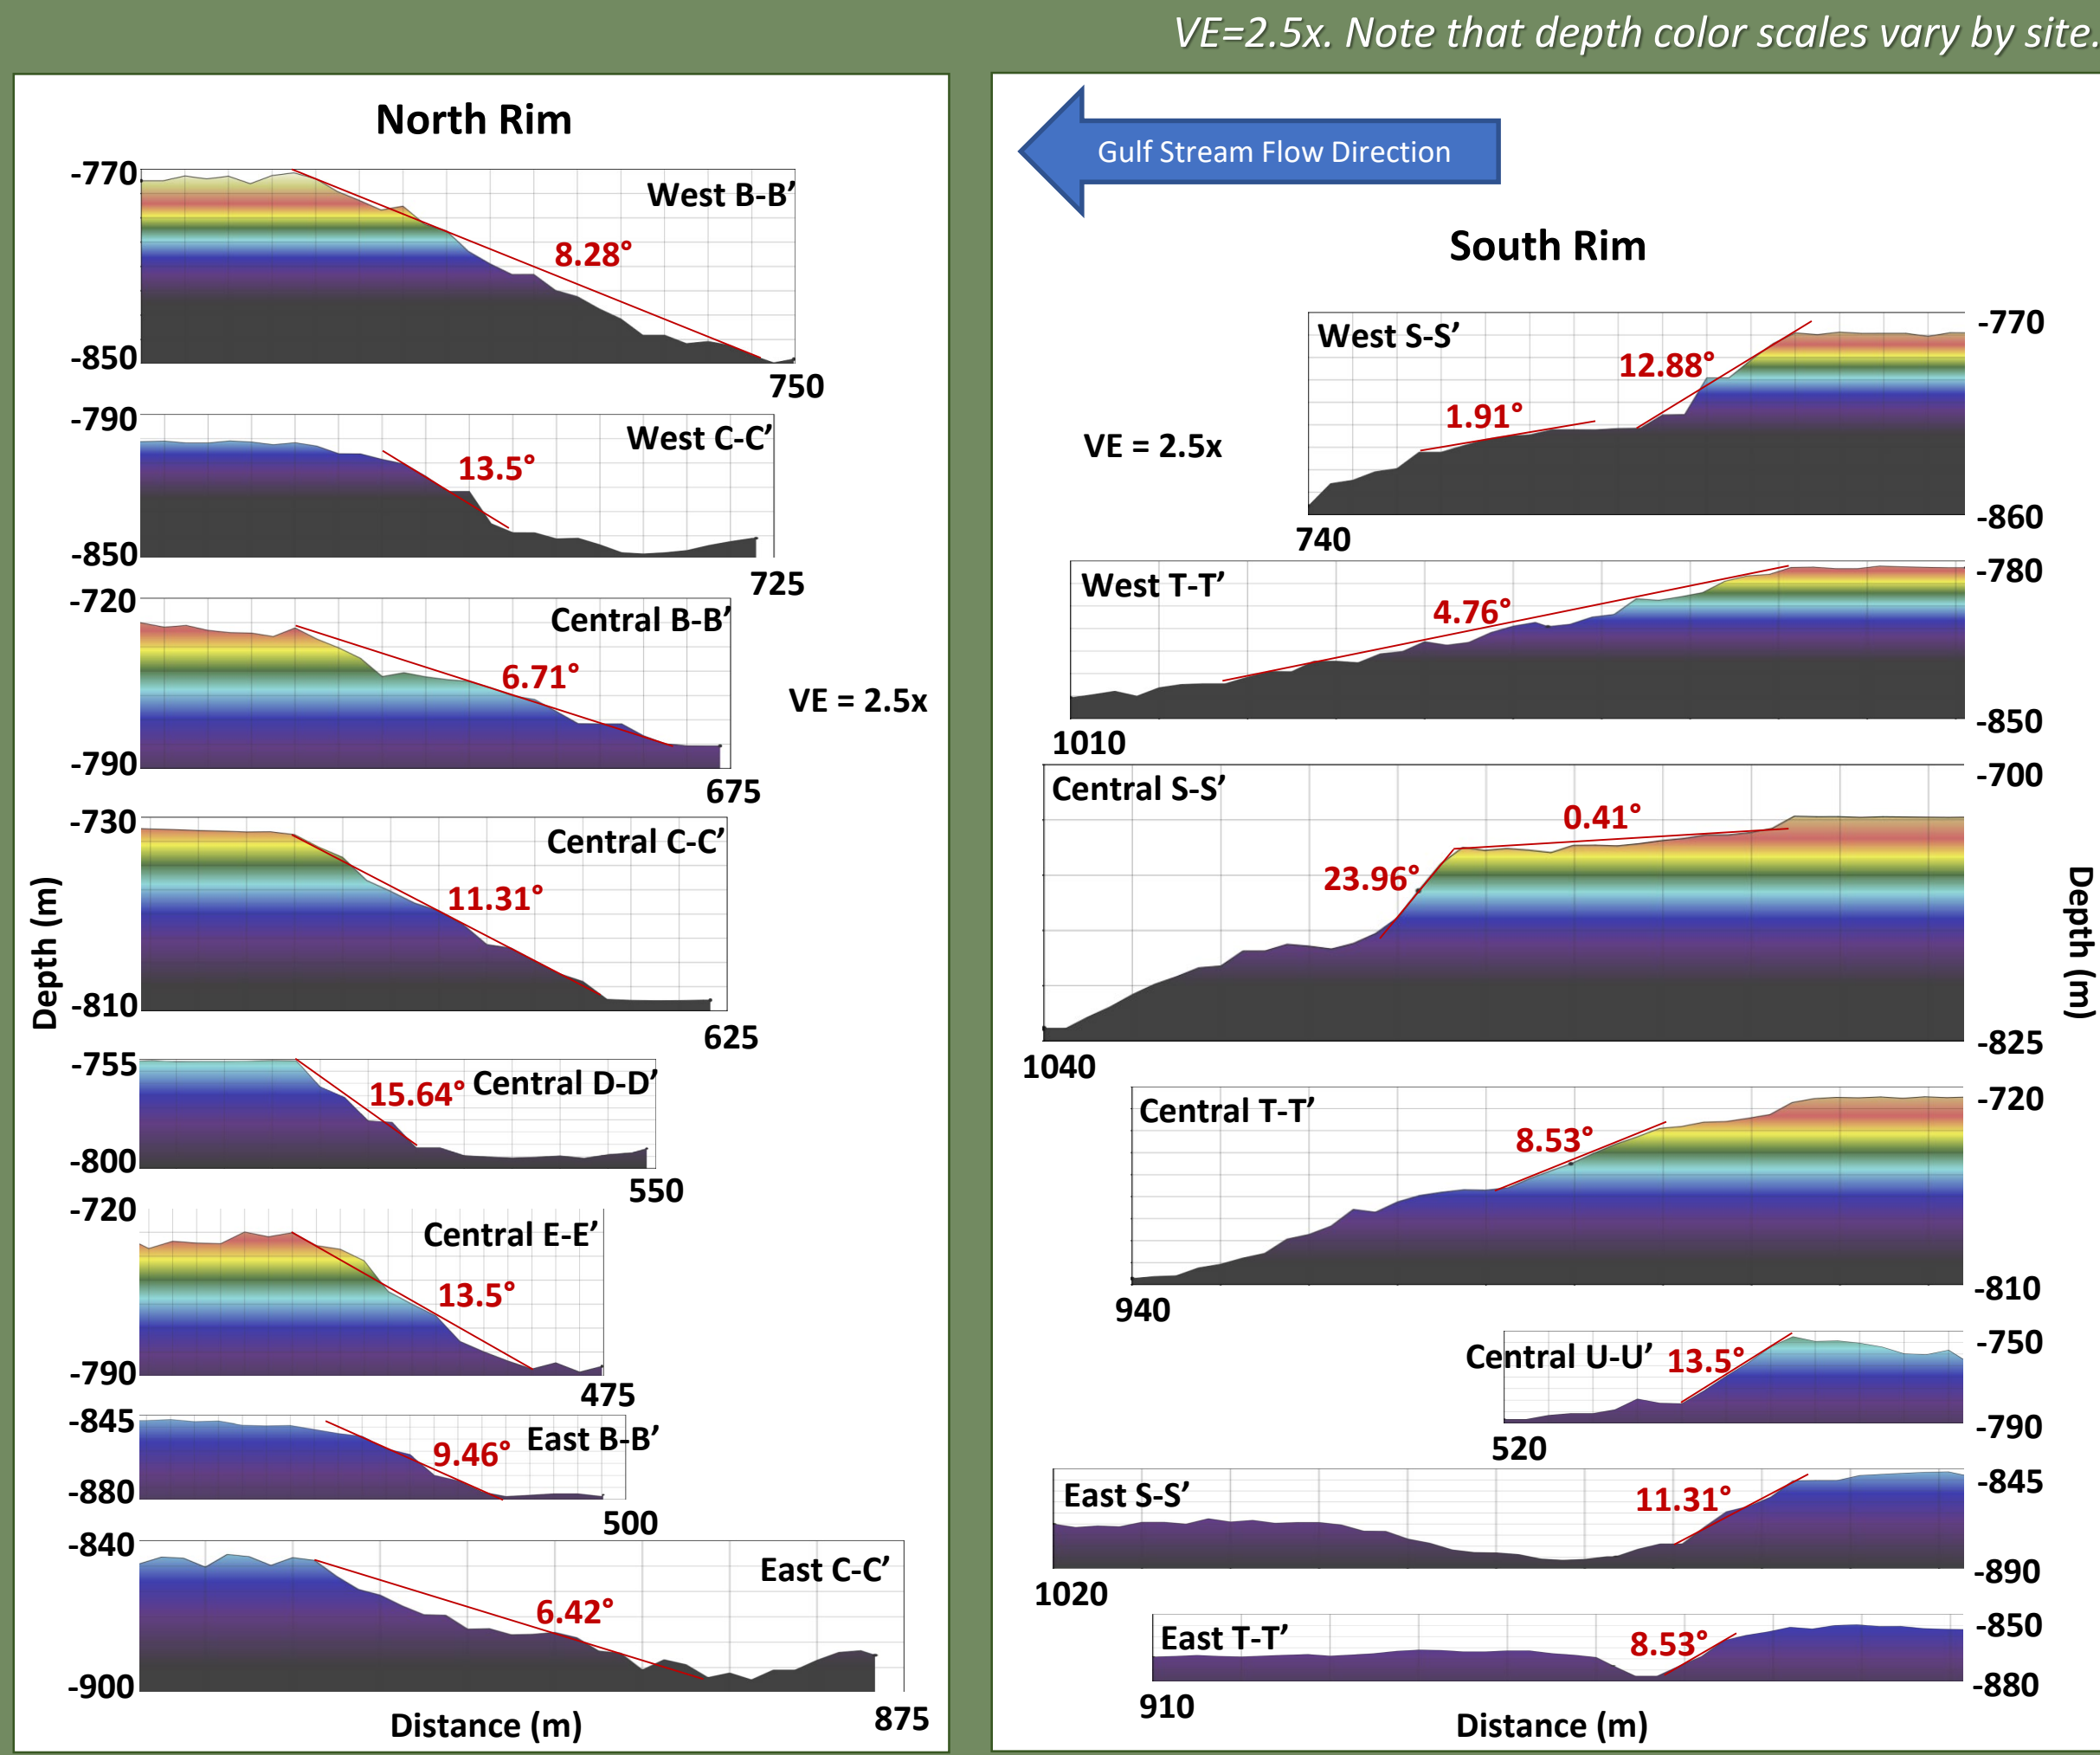 VE=2.5x. Note that depth color scales vary by site.
North Rim
-770
West B-B’
8.28°
-850
750
-790
West C-C’
13.5°
-850
725
-720
Central B-B’
6.71°
VE = 2.5x
-790
675
-730
Central C-C’
11.31°
Depth (m)
-810
625
-755
Central D-D’
15.64°
-800
550
-720
Central E-E’
13.5°
-790
475
-845
East B-B’
9.46°
-880
500
-840
East C-C’
6.42°
-900
875
Distance (m)
Gulf Stream Flow Direction
South Rim
-770
West S-S’
12.88°
1.91°
VE = 2.5x
-860
740
-780
West T-T’
4.76°
-850
1010
-700
Central S-S’
0.41°
23.96°
Depth (m)
-825
1040
-720
Central T-T’
8.53°
-810
940
-750
Central U-U’
13.5°
-790
520
-845
East S-S’
11.31°
-890
1020
-850
East T-T’
8.53°
-880
910
Distance (m)